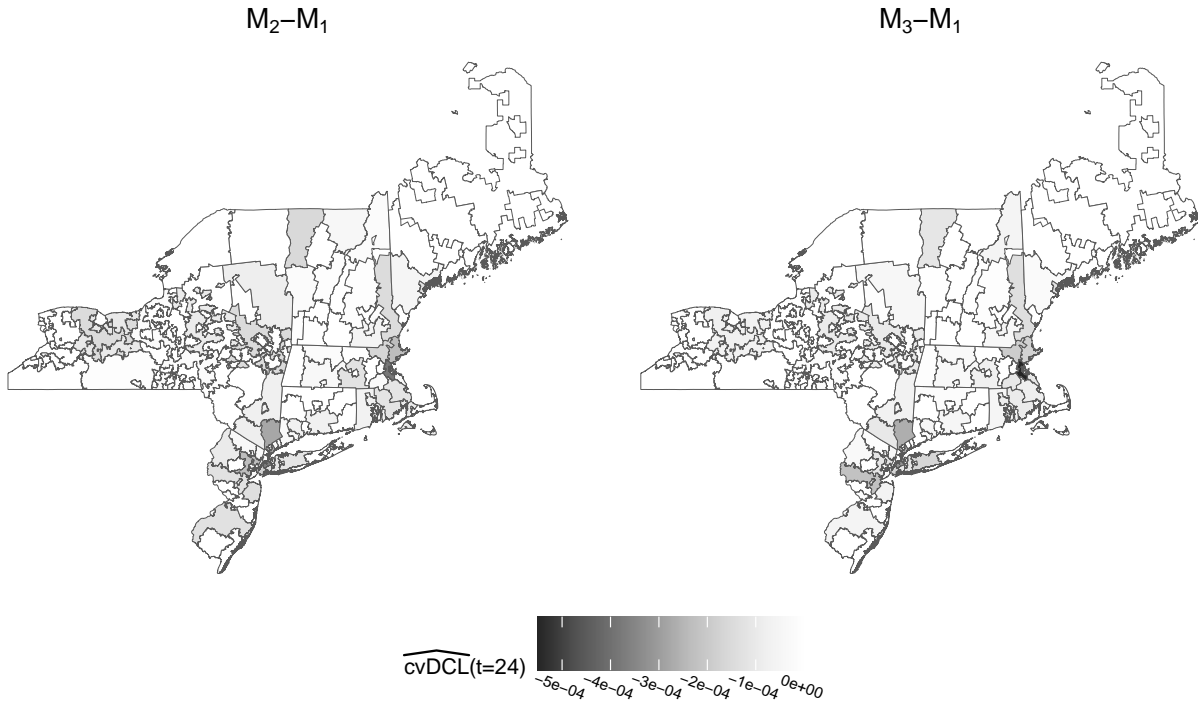 M₂–M₁
M₃–M₁
cvDCL(t=24)
−5e−04
−4e−04
−3e−04
−2e−04
−1e−04
0e+00